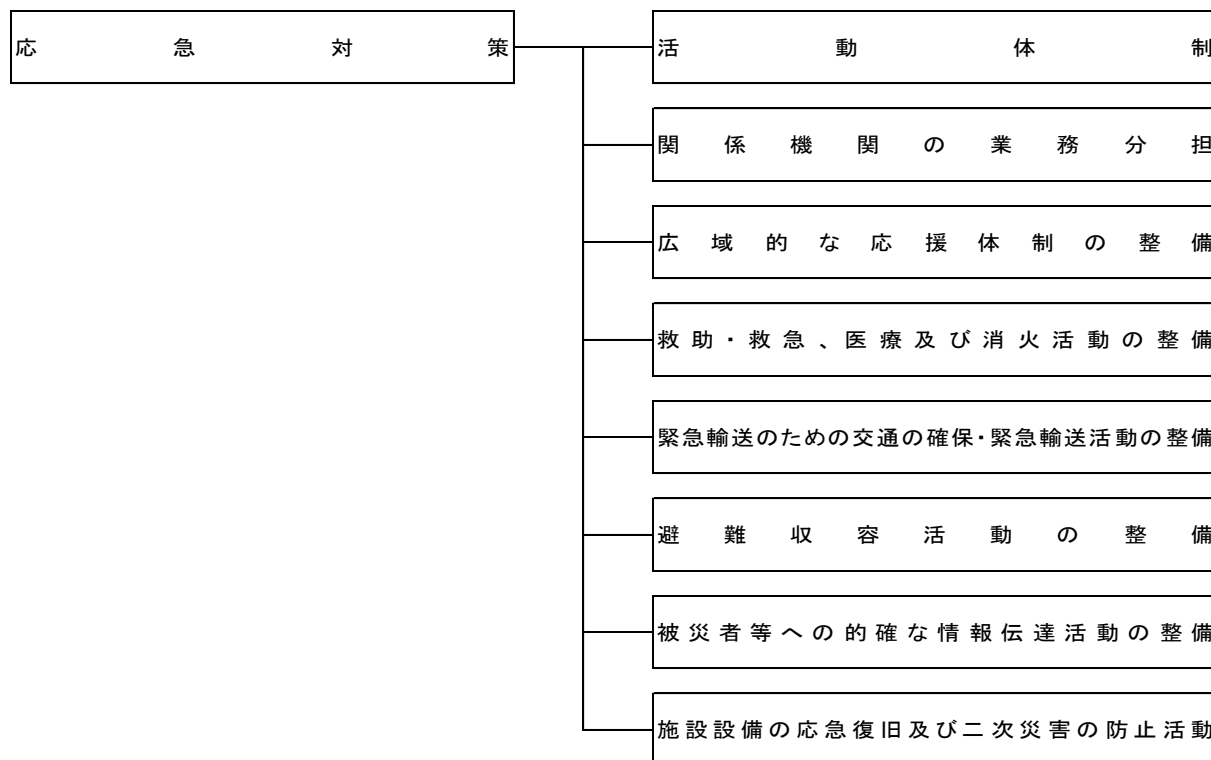 応急対策
活動体制
関係機関の業務分担
広域的な応援体制の整備
救助・救急、医療及び消火活動の整備
緊急輸送のための交通の確保・緊急輸送活動の整備
避難収容活動の整備
被災者等への的確な情報伝達活動の整備
施設設備の応急復旧及び二次災害の防止活動